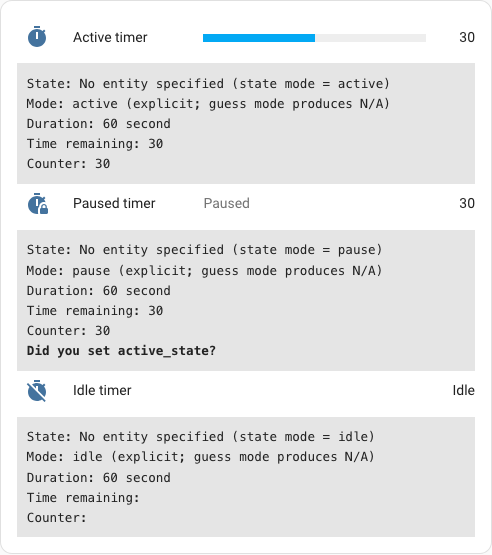 Active timer 30
State: No entity specified (state mode = active)
Mode: active (explicit; guess mode produces N/A)
Duration: 60 second
Time remaining: 30
Counter: 30
Paused timer Paused 30
State: No entity specified (state mode = pause)
Mode: pause (explicit; guess mode produces N/A)
Duration: 60 second
Time remaining: 30
Counter: 30
Did you set active_state?
Idle timer Idle
State: No entity specified (state mode = idle)
Mode: idle (explicit; guess mode produces N/A)
Duration: 60 second
Time remaining:
Counter: